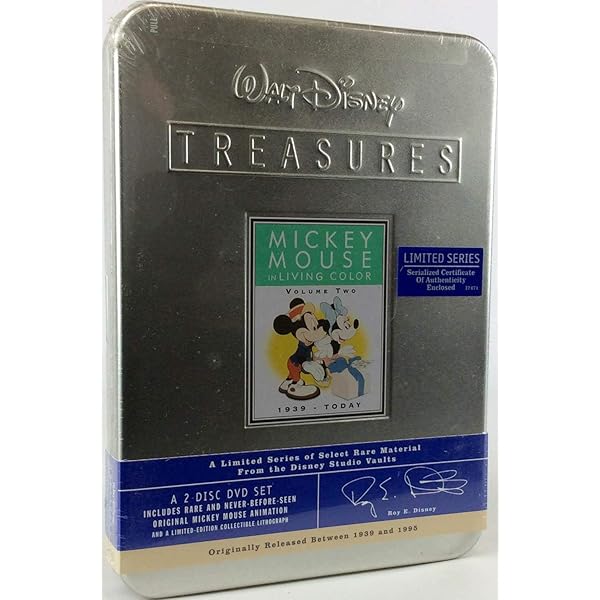 PULL
WALT DISNEY
TREASURES
MICKEY
MOUSE
IN LIVING COLOR
VOLUME TWO
1939 - TODAY
LIMITED SERIES
Serialized Certificate
Of Authenticity
Enclosed
A Limited Series of Select Rare Material
From the Disney Studio Vaults
A 2-DISC DVD SET
INCLUDES RARE AND NEVER-BEFORE-SEEN
ORIGINAL MICKEY MOUSE ANIMATION
AND A LIMITED-EDITION COLLECTIBLE LITHOGRAPH
Roy E. Disney
Roy E. Disney
Originally Released Between 1939 and 1995